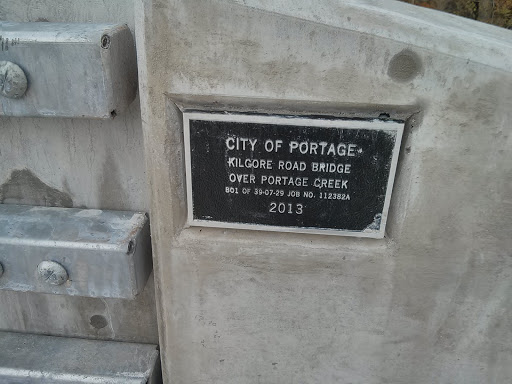 CITY OF PORTAGE
KILGORE ROAD BRIDGE
OVER PORTAGE CREEK
B01 OF 39-07-29 JOB NO. 112382A
2013